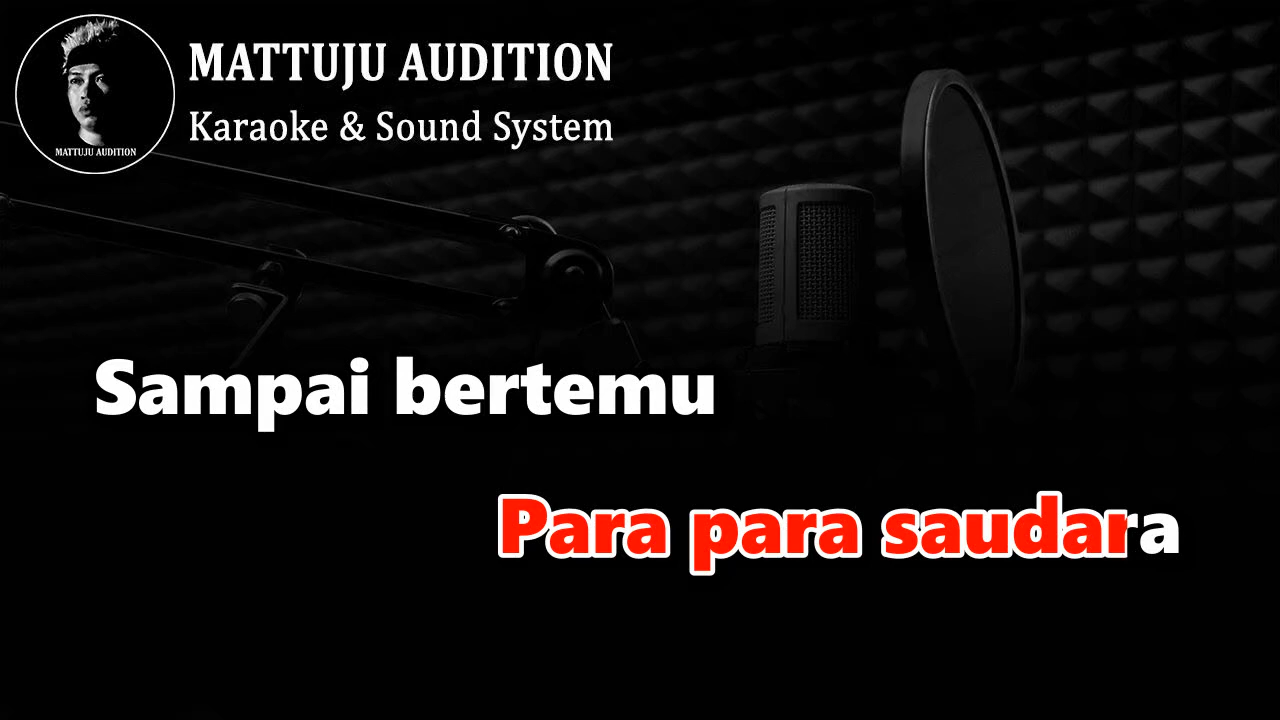 MATTUJU AUDITION
Karaoke & Sound System
MATTUJU AUDITION
Sampai bertemu
Para para saudara